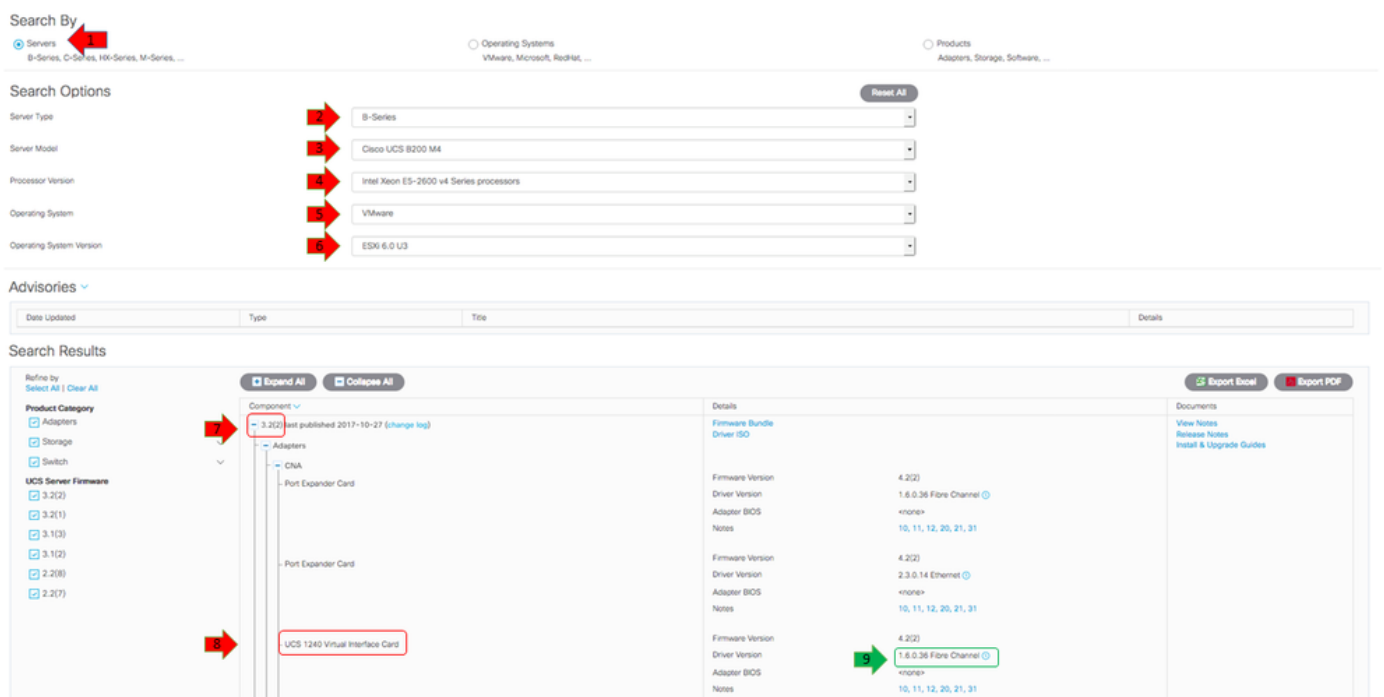 Search By
1
Servers
B-Series, C-Series, HX-Series, M-Series, ...
Operating Systems
VMware, Microsoft, RedHat, ...
Products
Adapters, Storage, Software, ...
Search Options
Reset All
Server Type
2
B-Series
Server Model
3
Cisco UCS B200 M4
Processor Version
4
Intel Xeon E5-2600 v4 Series processors
Operating System
5
VMware
Operating System Version
6
ESXi 6.0 U3
Advisories
Date Updated Type Title Details
Search Results
Refine by
Select All | Clear All
Product Category
Adapters
Storage
Switch
UCS Server Firmware
3.2(2)
3.2(1)
3.1(3)
3.1(2)
2.2(8)
2.2(7)
Expand All
Collapse All
Export Excel
Export PDF
Component Details Documents
7
3.2(2) last published 2017-10-27 (change log)
Firmware Bundle
Driver ISO
View Notes
Release Notes
Install & Upgrade Guides
Adapters
CNA
Port Expander Card
Firmware Version 4.2(2)
Driver Version 1.6.0.36 Fibre Channel
Adapter BIOS <none>
Notes 10, 11, 12, 20, 21, 31
Port Expander Card
Firmware Version 4.2(2)
Driver Version 2.3.0.14 Ethernet
Adapter BIOS <none>
Notes 10, 11, 12, 20, 21, 31
8
UCS 1240 Virtual Interface Card
Firmware Version 4.2(2)
9
Driver Version 1.6.0.36 Fibre Channel
Adapter BIOS <none>
Notes 10, 11, 12, 20, 21, 31